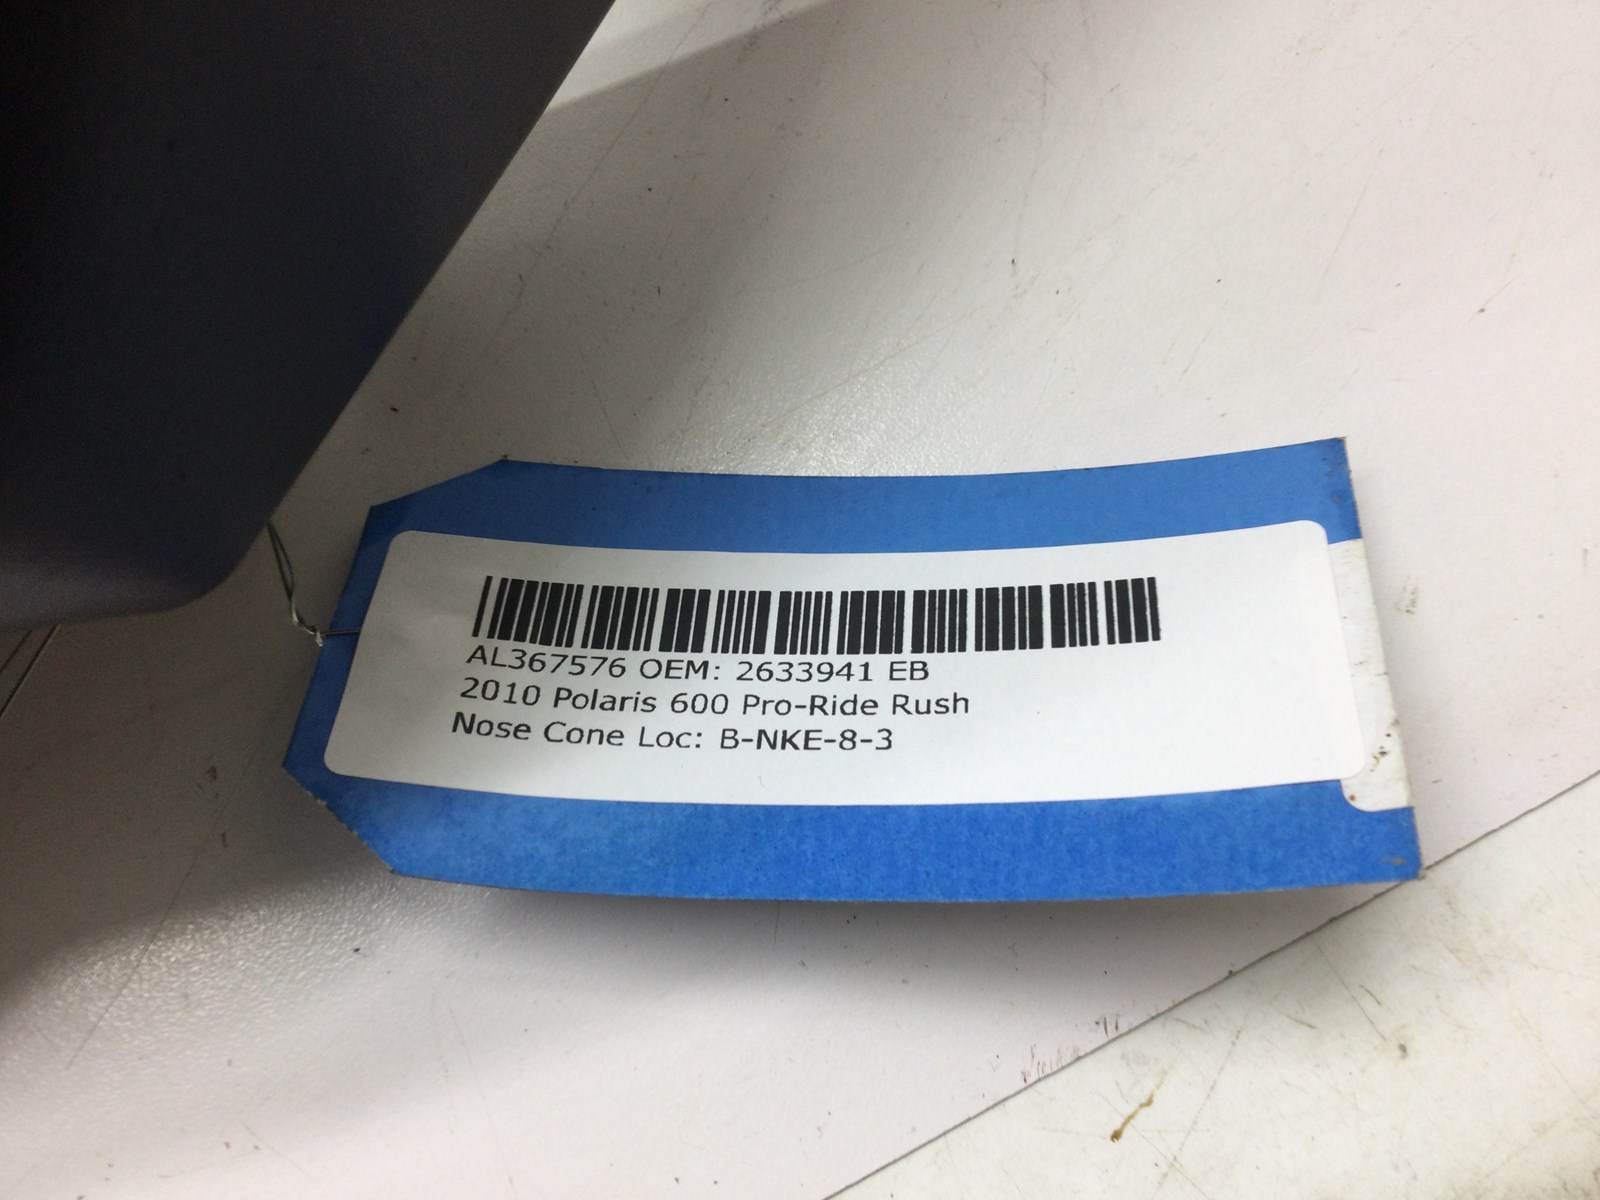 AL367576 OEM: 2633941 EB
2010 Polaris 600 Pro-Ride Rush
Nose Cone Loc: B-NKE-8-3